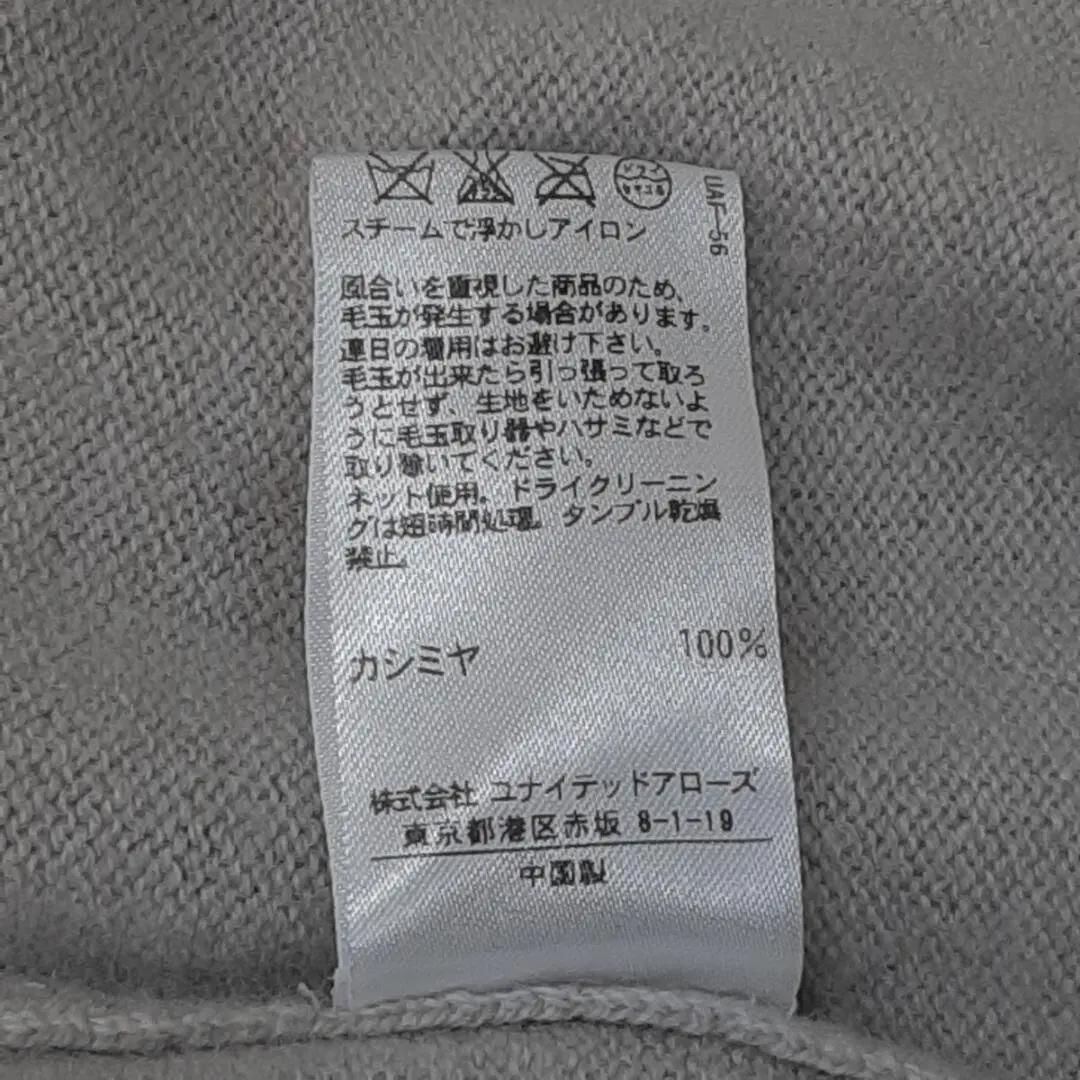 ドライ
セキユ系
UAF-56
スチームで浮かしアイロン
風合いを重視した商品のため、
毛玉が発生する場合があります。
連日の着用はお避け下さい。
毛玉が出来たら引っ張って取ろ
うとせず、生地をいためないよ
うに毛玉取り器やハサミなどで
取り除いてください。
ネット使用。ドライクリーニン
グは短時間処理。タンブル乾燥
禁止。
カシミヤ 100%
株式会社 ユナイテッドアローズ
東京都港区赤坂 8-1-19
中国製